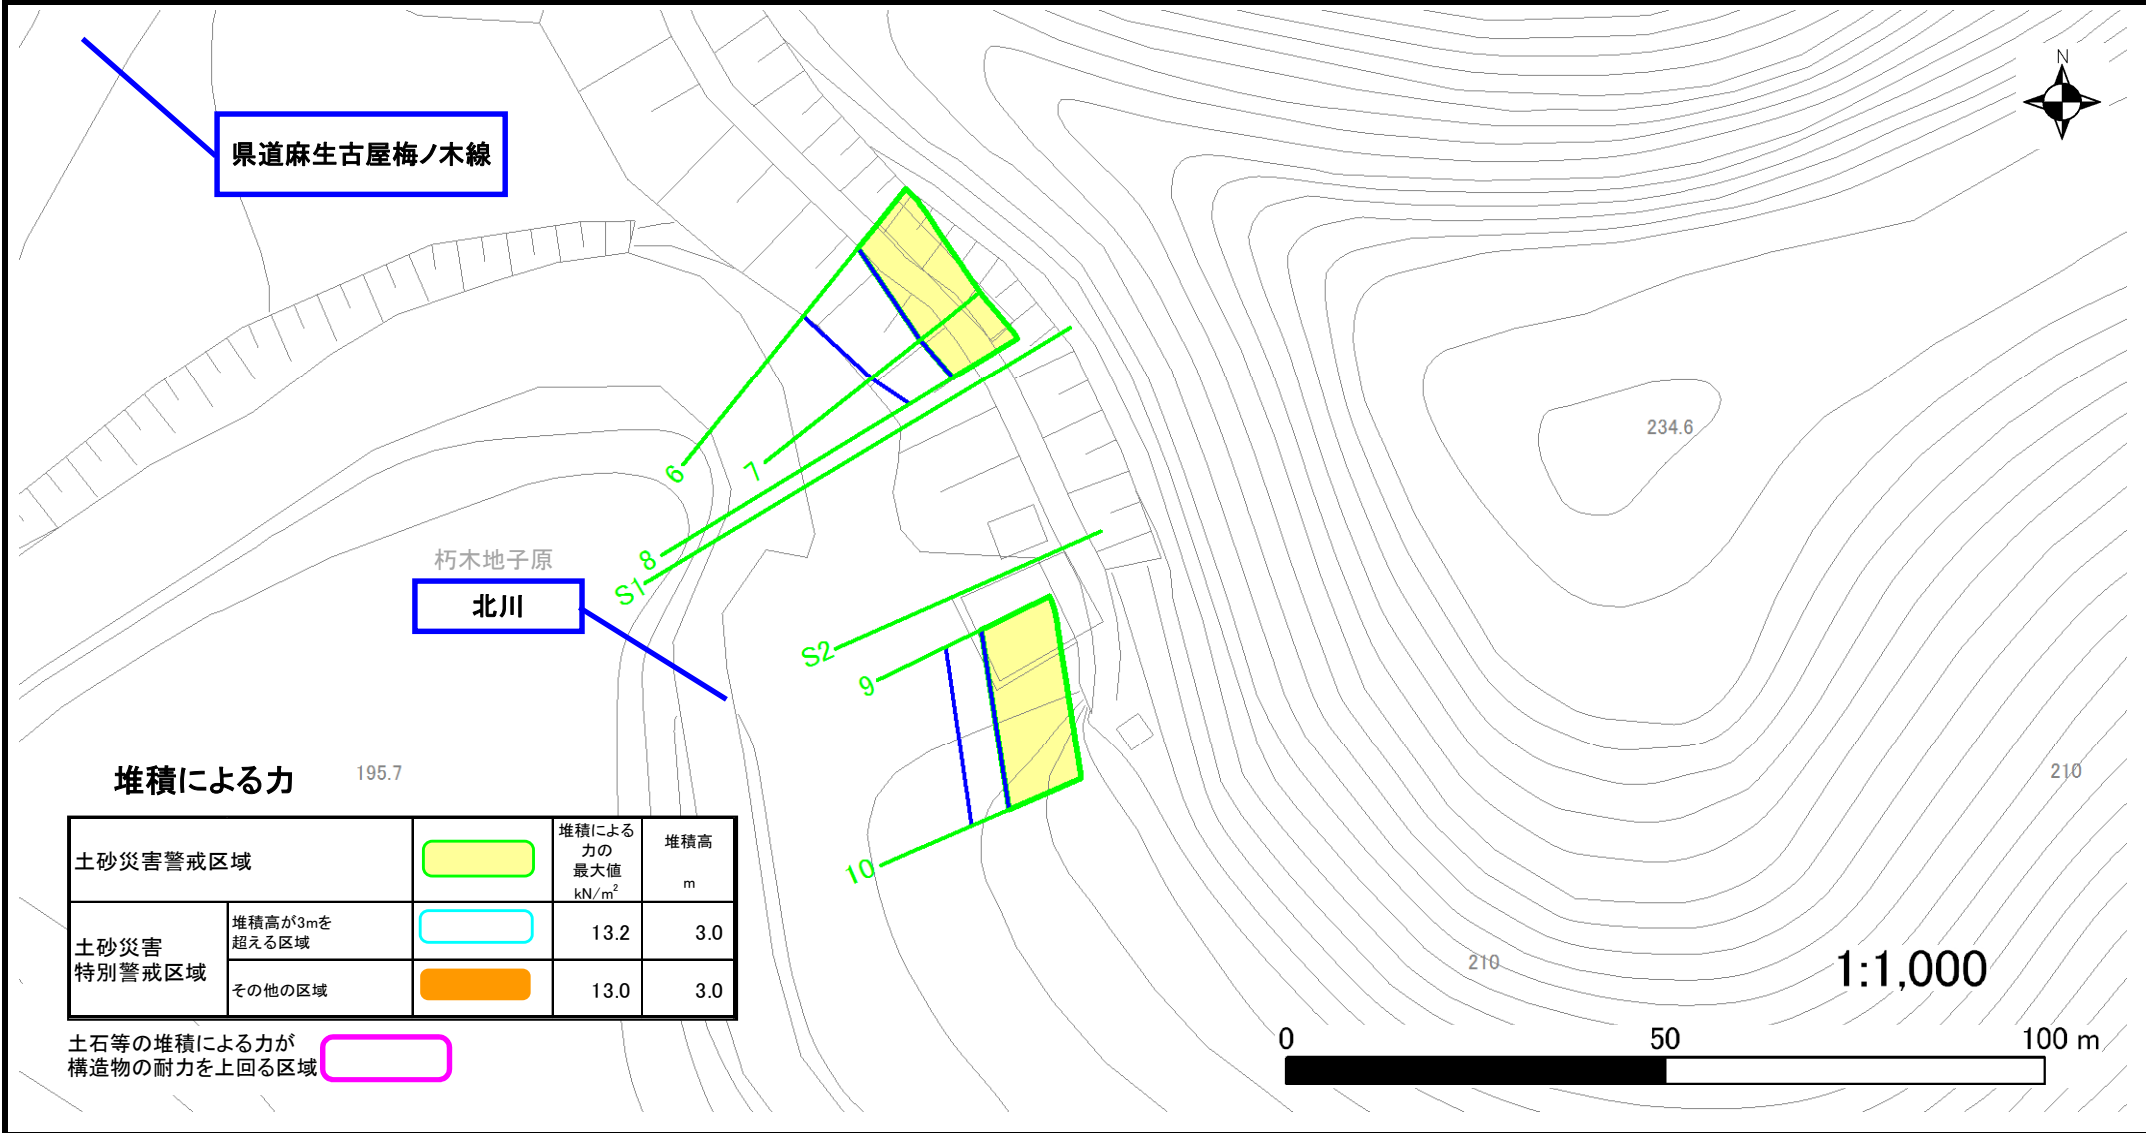 N
県道麻生古屋梅ノ木線
234.6
6
7
8
S1
朽木地子原
北川
S2
9
10
195.7
210
210
堆積による力
土砂災害警戒区域
堆積による
力の
最大値
kN/m²
堆積高
m
土砂災害
特別警戒区域
堆積高が3mを
超える区域
13.2
3.0
その他の区域
13.0
3.0
土石等の堆積による力が
構造物の耐力を上回る区域
1:1,000
0
50
100 m